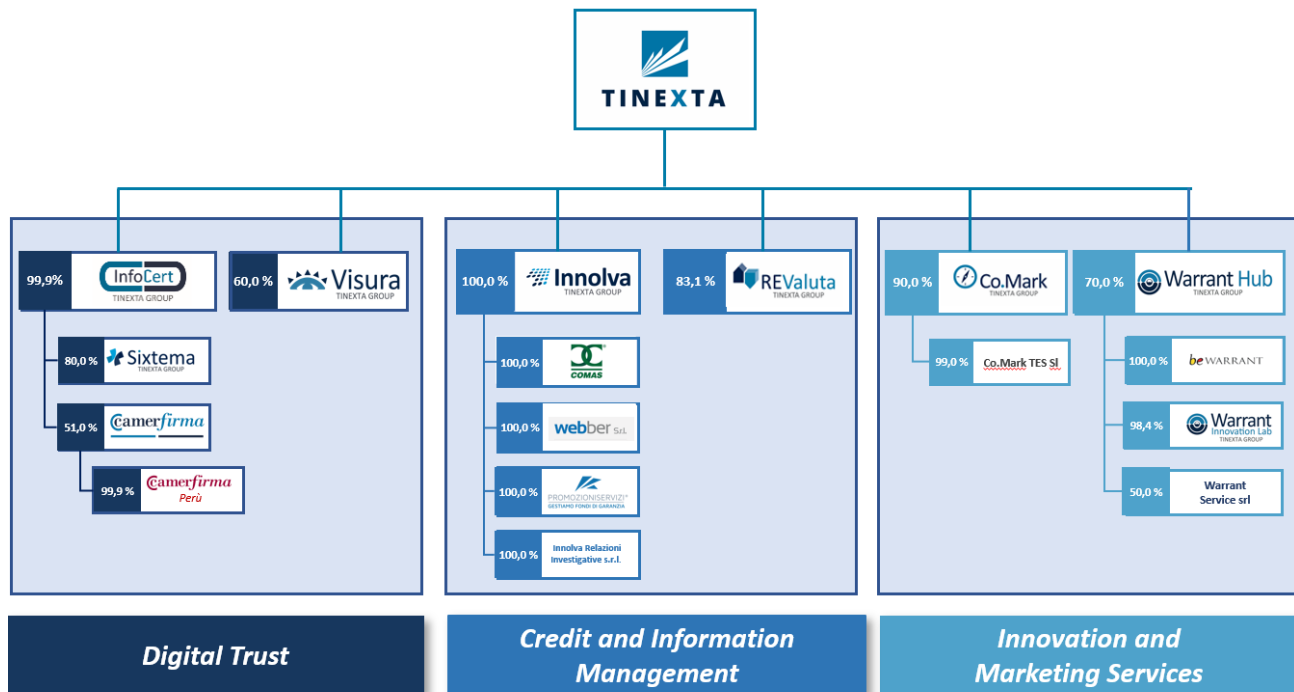 TINEXTA
99,9%
InfoCert
TINEXTA GROUP
60,0 %
Visura
TINEXTA GROUP
80,0 %
Sixtema
TINEXTA GROUP
51,0 %
Camerfirma
99,9 %
Camerfirma
Perù
100,0 %
Innolva
TINEXTA GROUP
83,1 %
REValuta
TINEXTA GROUP
100,0 %
COMAS
100,0 %
webber S.r.l.
100,0 %
PROMOZIONISERVIZI®
GESTIAMO FONDI DI GARANZIA
100,0 %
Innolva Relazioni
Investigative s.r.l.
90,0 %
Co.Mark
TINEXTA GROUP
70,0 %
Warrant Hub
TINEXTA GROUP
99,0 %
Co.Mark TES Sl
100,0 %
beWARRANT
98,4 %
Warrant
Innovation Lab
TINEXTA GROUP
50,0 %
Warrant
Service srl
Digital Trust
Credit and Information
Management
Innovation and
Marketing Services